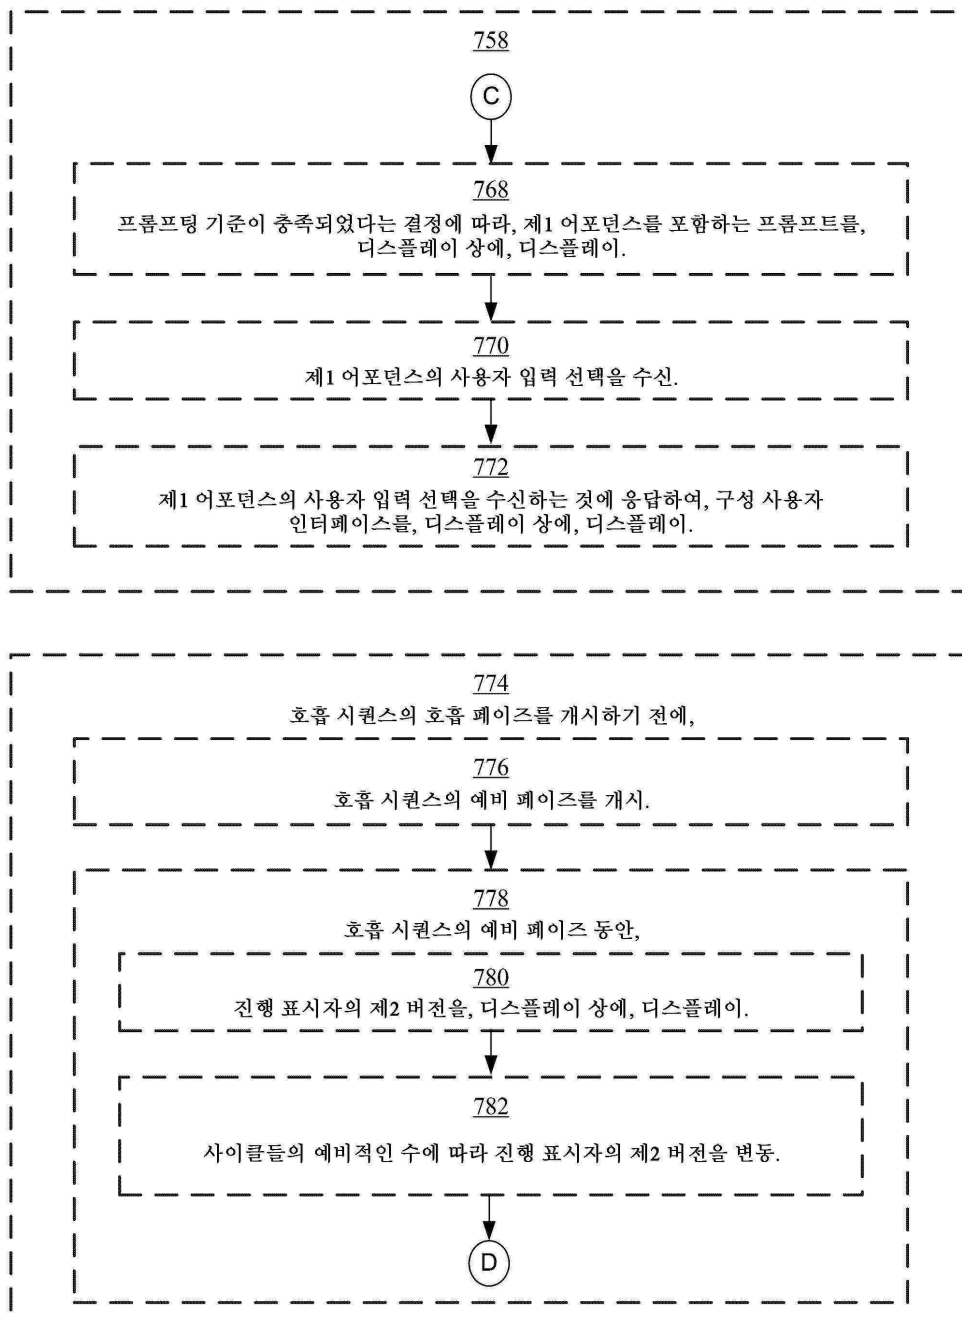 758
C
768
프롬프팅 기준이 충족되었다는 결정에 따라, 제1 어포던스를 포함하는 프롬프트를,
디스플레이 상에, 디스플레이.
770
제1 어포던스의 사용자 입력 선택을 수신.
772
제1 어포던스의 사용자 입력 선택을 수신하는 것에 응답하여, 구성 사용자
인터페이스를, 디스플레이 상에, 디스플레이.
774
호흡 시퀀스의 호흡 페이즈를 개시하기 전에,
776
호흡 시퀀스의 예비 페이즈를 개시.
778
호흡 시퀀스의 예비 페이즈 동안,
780
진행 표시자의 제2 버전을, 디스플레이 상에, 디스플레이.
782
사이클들의 예비적인 수에 따라 진행 표시자의 제2 버전을 변동.
D